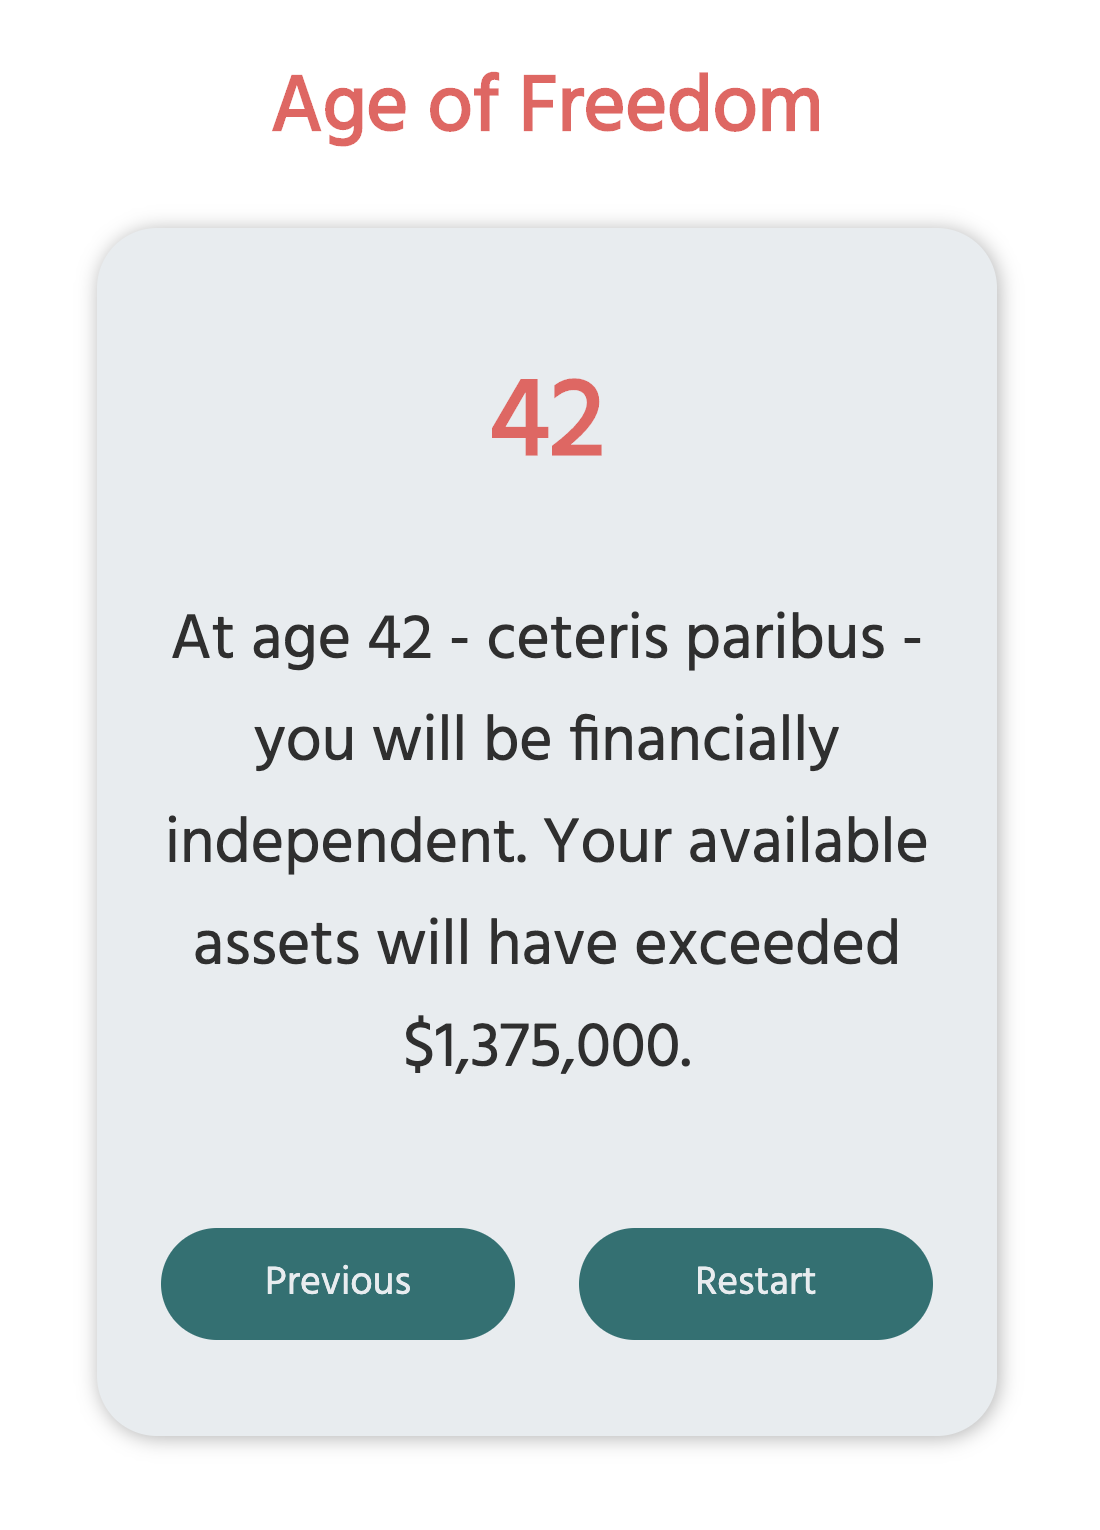 Age of Freedom
42
At age 42 - ceteris paribus -
you will be financially
independent. Your available
assets will have exceeded
$1,375,000.
Previous
Restart